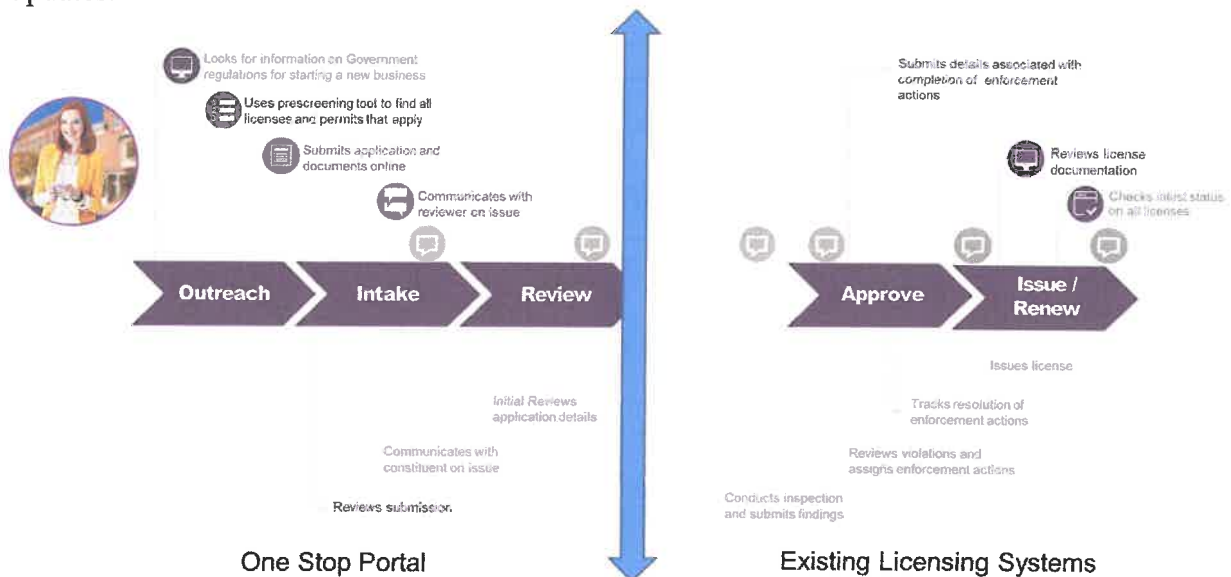 Looks for information on Government
regulations for starting a new business
Uses prescreening tool to find all
licenses and permits that apply
Submits application and
documents online
Communicates with
reviewer on issue
Submits details associated with
completion of enforcement
actions
Reviews license
documentation
Checks latest status
on all licenses
Outreach
Intake
Review
Approve
Issue /
Renew
Initial Reviews
application details
Communicates with
constituent on issue
Reviews submission.
Issues license
Tracks resolution of
enforcement actions
Reviews violations and
assigns enforcement actions
Conducts inspection
and submits findings
One Stop Portal
Existing Licensing Systems